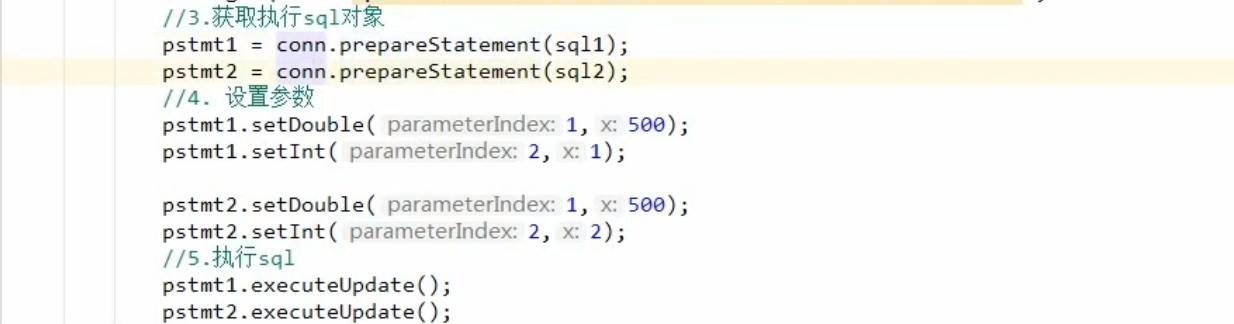 //3.获取执行sql对象
pstmt1 = conn.prepareStatement(sql1);
pstmt2 = conn.prepareStatement(sql2);
//4. 设置参数
pstmt1.setDouble( parameterIndex: 1, x: 500);
pstmt1.setInt( parameterIndex: 2, x: 1);
pstmt2.setDouble( parameterIndex: 1, x: 500);
pstmt2.setInt( parameterIndex: 2, x: 2);
//5.执行sql
pstmt1.executeUpdate();
pstmt2.executeUpdate();